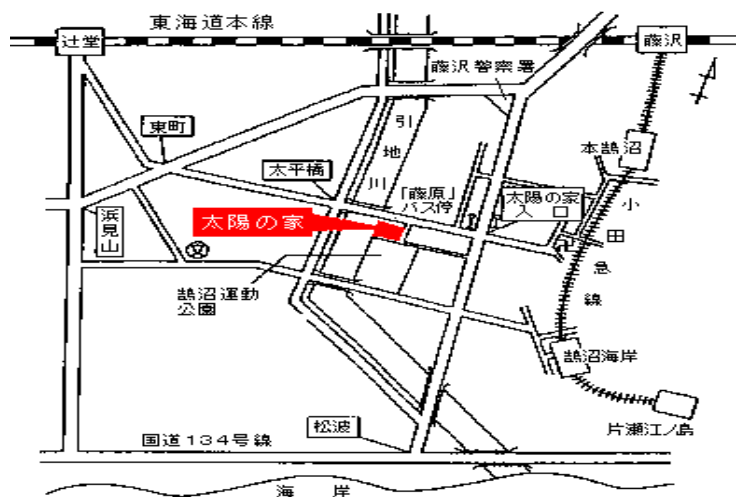 東海道本線
辻堂
藤沢
藤沢警察署
東町
引地川
本鵠沼
太平橋
「藤原」
バス停
太陽の家
入口
太陽の家
小田急線
浜見山
文
鵠沼運動
公園
鵠沼海岸
片瀬江ノ島
松波
国道134号線
海岸